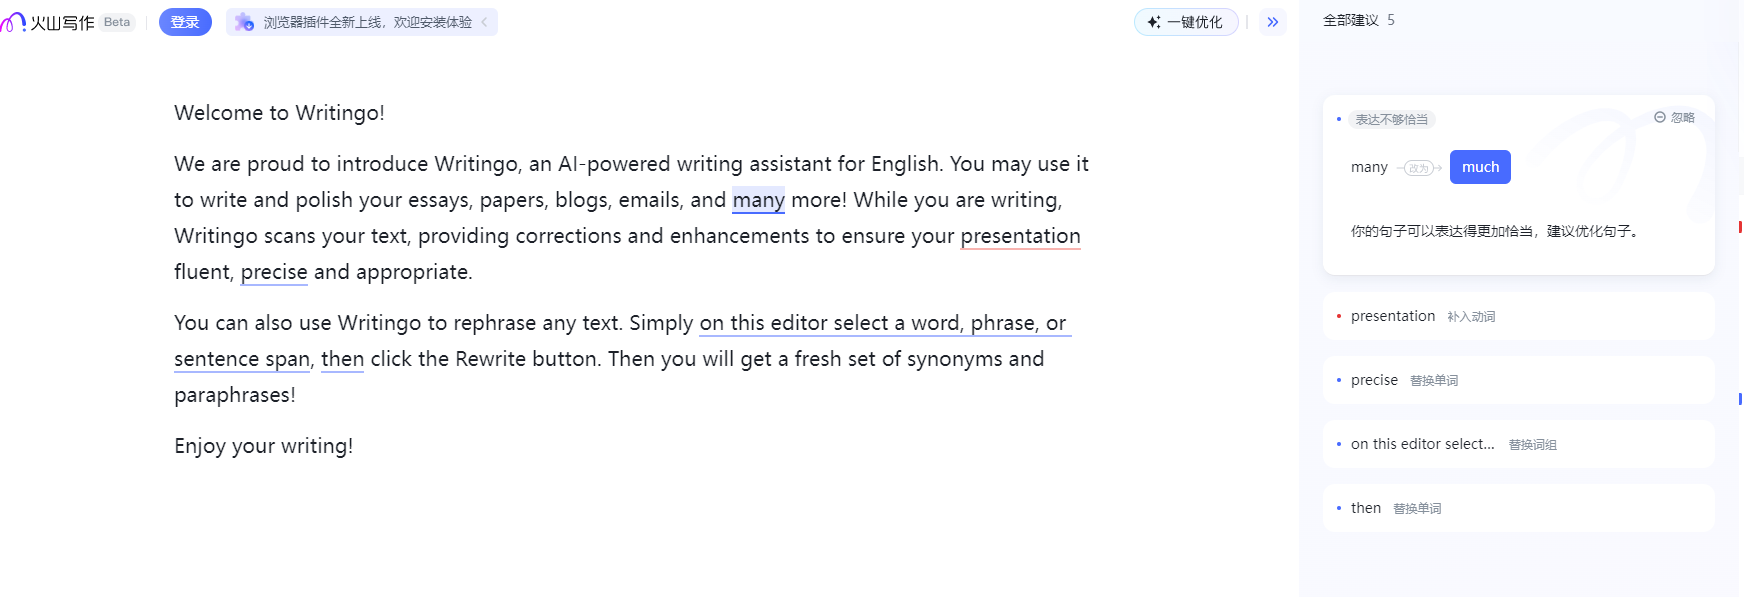 火山写作 Beta 登录 浏览器插件全新上线，欢迎安装体验 一键优化 全部建议 5
Welcome to Writingo!
We are proud to introduce Writingo, an AI-powered writing assistant for English. You may use it
to write and polish your essays, papers, blogs, emails, and many more! While you are writing,
Writingo scans your text, providing corrections and enhancements to ensure your presentation
fluent, precise and appropriate.
You can also use Writingo to rephrase any text. Simply on this editor select a word, phrase, or
sentence span, then click the Rewrite button. Then you will get a fresh set of synonyms and
paraphrases!
Enjoy your writing!
表达不够恰当 忽略
many 改为 much
你的句子可以表达得更加恰当，建议优化句子。
presentation 补入动词
precise 替换单词
on this editor select... 替换词组
then 替换单词